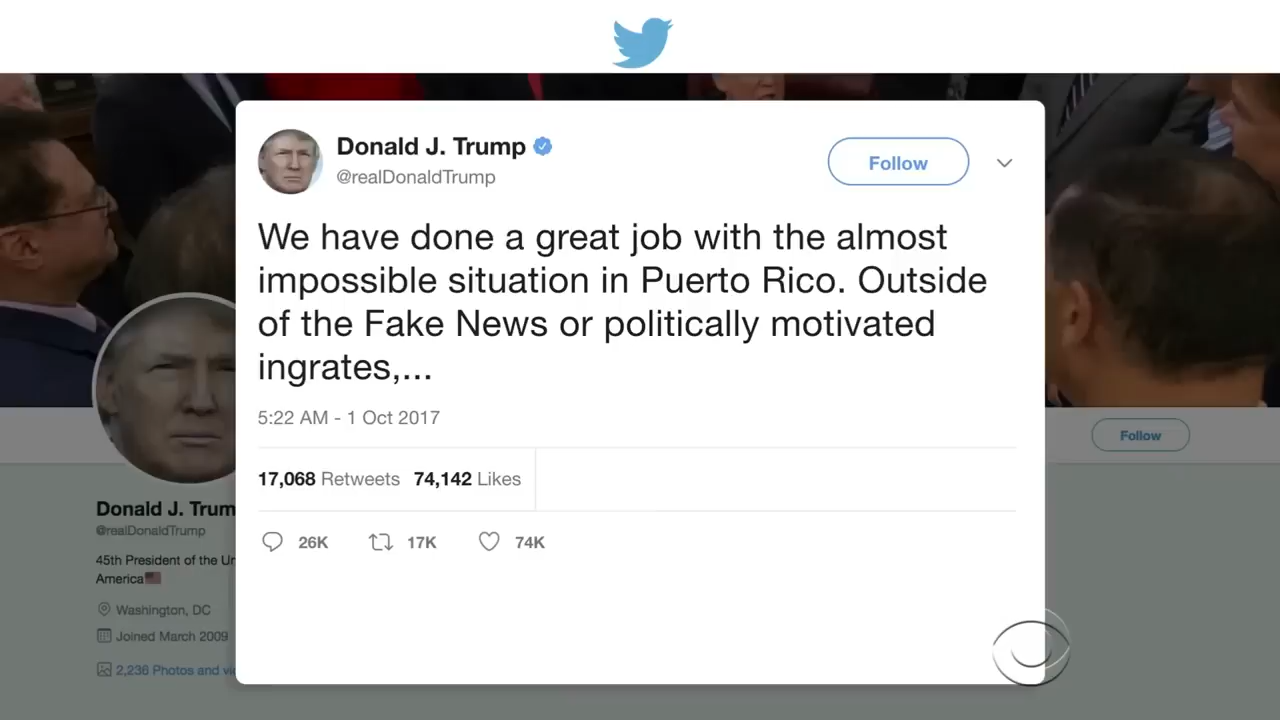 Donald J. Trump
@realDonaldTrump
Follow
We have done a great job with the almost
impossible situation in Puerto Rico. Outside
of the Fake News or politically motivated
ingrates,...
5:22 AM - 1 Oct 2017
17,068 Retweets 74,142 Likes
26K 17K 74K
Follow
Donald J. Trum
@realDonaldTrump
45th President of the
America
Washington, DC
Joined March 2009
2,236 Photos and